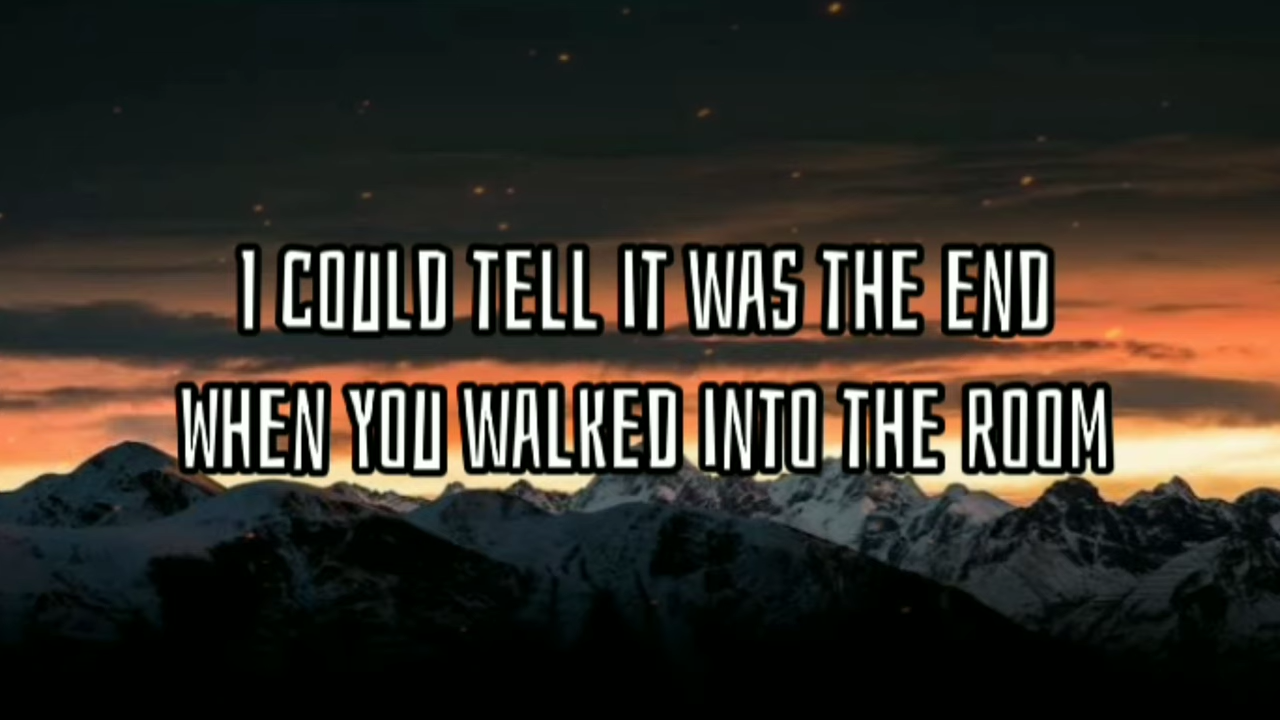 I COULD TELL IT WAS THE END
WHEN YOU WALKED INTO THE ROOM